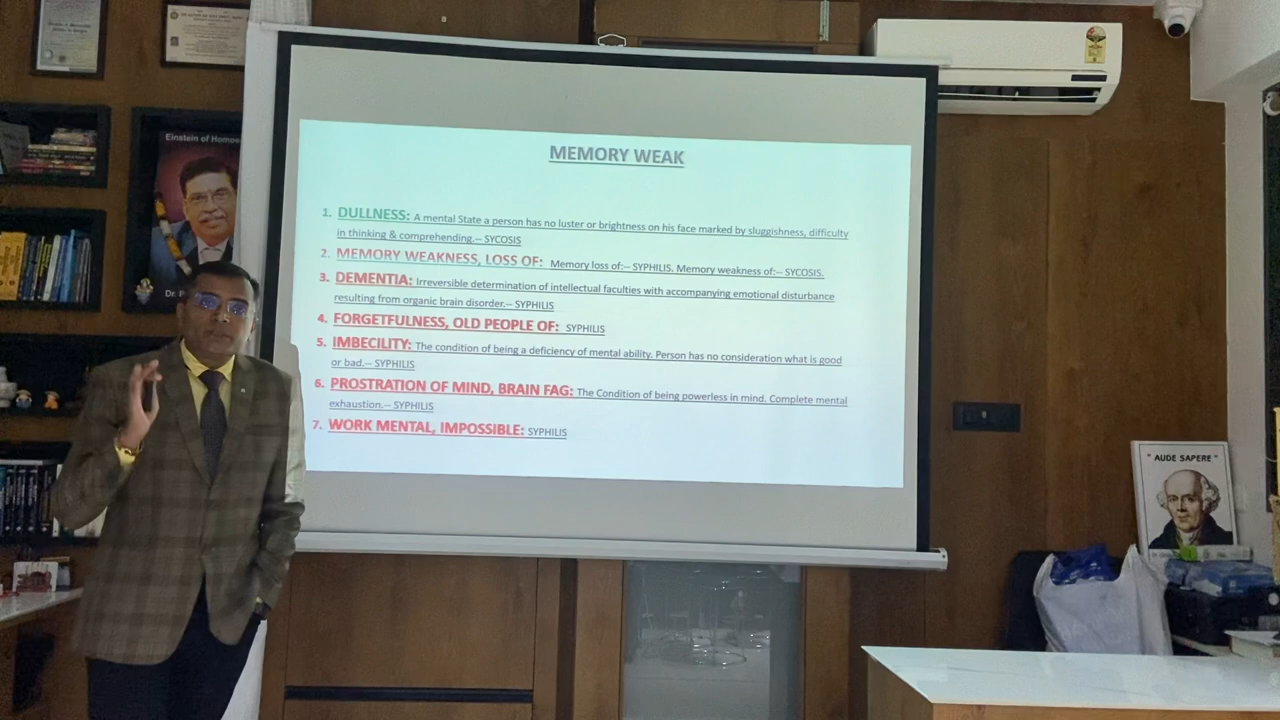 Einstein of Homoe
MEMORY WEAK
1. DULLNESS: A mental State a person has no luster or brightness on his face marked by sluggishness, difficulty
in thinking & comprehending.-- SYCOSIS
2. MEMORY WEAKNESS, LOSS OF: Memory loss of:-- SYPHILIS. Memory weakness of:-- SYCOSIS.
3. DEMENTIA: Irreversible determination of intellectual faculties with accompanying emotional disturbance
resulting from organic brain disorder.-- SYPHILIS
4. FORGETFULNESS, OLD PEOPLE OF: SYPHILIS
5. IMBECILITY: The condition of being a deficiency of mental ability. Person has no consideration what is good
or bad.-- SYPHILIS
6. PROSTRATION OF MIND, BRAIN FAG: The Condition of being powerless in mind. Complete mental
exhaustion.-- SYPHILIS
7. WORK MENTAL, IMPOSSIBLE: SYPHILIS
Dr.
" AUDE SAPERE "